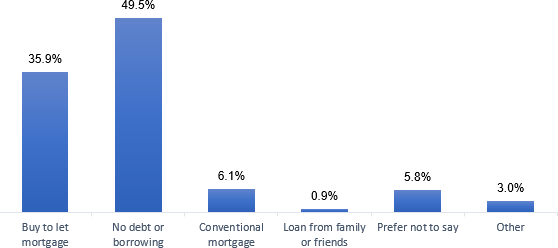 49.5%
35.9%
6.1%
0.9%
5.8%
3.0%
Buy to let
mortgage
No debt or
borrowing
Conventional
mortgage
Loan from family
or friends
Prefer not to say
Other